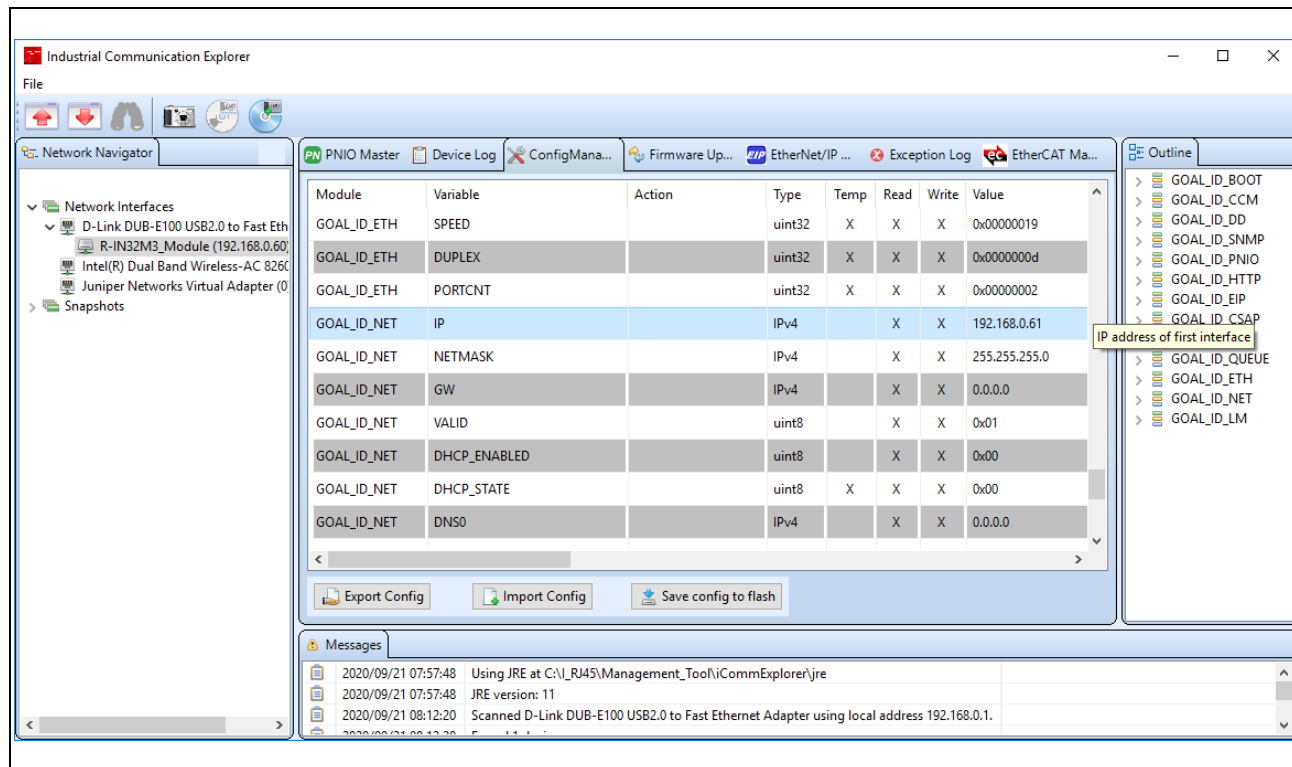 Industrial Communication Explorer
File
Network Navigator
Network Interfaces
D-Link DUB-E100 USB2.0 to Fast Eth
R-IN32M3_Module (192.168.0.60)
Intel(R) Dual Band Wireless-AC 8260
Juniper Networks Virtual Adapter (0
Snapshots
PN PNIO Master Device Log ConfigMana... Firmware Up... EIP EtherNet/IP ... Exception Log EtherCAT Ma...
Module Variable Action Type Temp Read Write Value
GOAL_ID_ETH SPEED uint32 X X X 0x00000019
GOAL_ID_ETH DUPLEX uint32 X X X 0x0000000d
GOAL_ID_ETH PORTCNT uint32 X X X 0x00000002
GOAL_ID_NET IP IPv4 X X 192.168.0.61
GOAL_ID_NET NETMASK IPv4 X X 255.255.255.0
GOAL_ID_NET GW IPv4 X X 0.0.0.0
GOAL_ID_NET VALID uint8 X X 0x01
GOAL_ID_NET DHCP_ENABLED uint8 X X 0x00
GOAL_ID_NET DHCP_STATE uint8 X X X 0x00
GOAL_ID_NET DNS0 IPv4 X X 0.0.0.0
Export Config Import Config Save config to flash
Outline
GOAL_ID_BOOT
GOAL_ID_CCM
GOAL_ID_DD
GOAL_ID_SNMP
GOAL_ID_PNIO
GOAL_ID_HTTP
GOAL_ID_EIP
GOAL_ID_CSAP
IP address of first interface
GOAL_ID_QUEUE
GOAL_ID_ETH
GOAL_ID_NET
GOAL_ID_LM
Messages
2020/09/21 07:57:48 Using JRE at C:\I_RJ45\Management_Tool\iCommExplorer\jre
2020/09/21 07:57:48 JRE version: 11
2020/09/21 08:12:20 Scanned D-Link DUB-E100 USB2.0 to Fast Ethernet Adapter using local address 192.168.0.1.